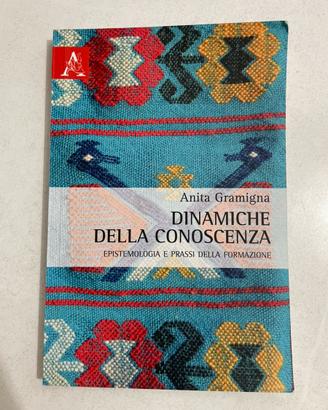 A
Anita Gramigna
DINAMICHE
DELLA CONOSCENZA
EPISTEMOLOGIA E PRASSI DELLA FORMAZIONE